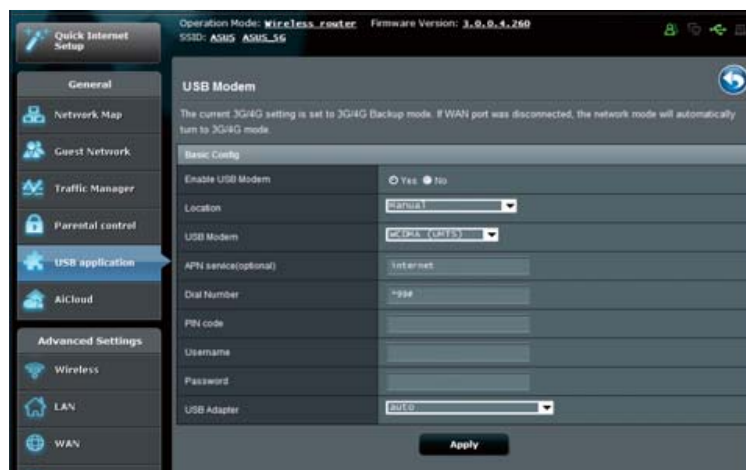 Quick Internet
Setup
Operation Mode: Wireless router Firmware Version: 3.0.0.4.260
SSID: ASUS ASUS_5G
General
Network Map
Guest Network
Traffic Manager
Parental control
USB application
AiCloud
Advanced Settings
Wireless
LAN
WAN
USB Modem
The current 3G/4G setting is set to 3G/4G Backup mode. If WAN port was disconnected, the network mode will automatically
turn to 3G/4G mode.
Basic Config
Enable USB Modem Yes No
Location Manual
USB Modem WCDMA (UMTS)
APN service(optional) internet
Dial Number *99#
PIN code
Username
Password
USB Adapter auto
Apply